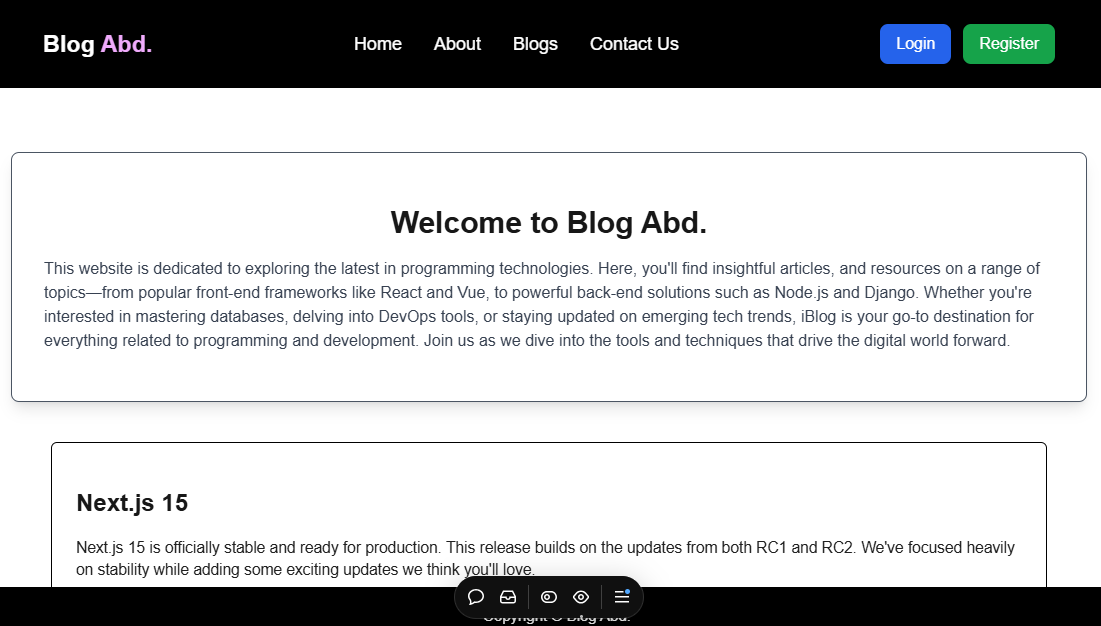 Blog Abd.
Home About Blogs Contact Us
Login Register
Welcome to Blog Abd.
This website is dedicated to exploring the latest in programming technologies. Here, you'll find insightful articles, and resources on a range of
topics—from popular front-end frameworks like React and Vue, to powerful back-end solutions such as Node.js and Django. Whether you're
interested in mastering databases, delving into DevOps tools, or staying updated on emerging tech trends, iBlog is your go-to destination for
everything related to programming and development. Join us as we dive into the tools and techniques that drive the digital world forward.
Next.js 15
Next.js 15 is officially stable and ready for production. This release builds on the updates from both RC1 and RC2. We've focused heavily
on stability while adding some exciting updates we think you'll love.
Copyright © Blog Abd.